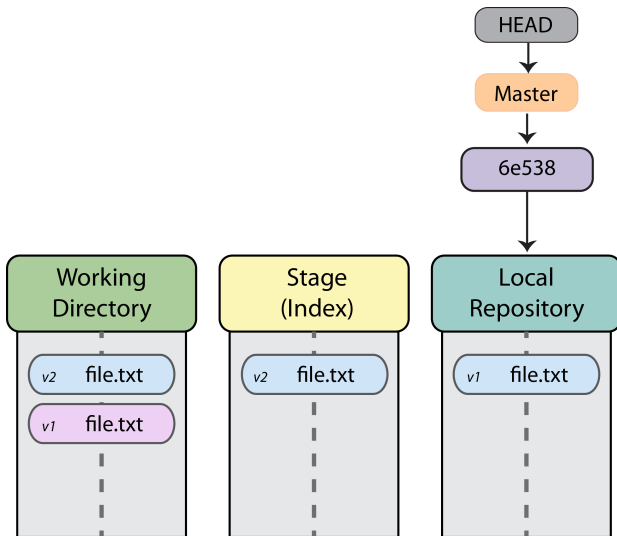 HEAD
Master
6e538
Working
Directory
Stage
(Index)
Local
Repository
v2 file.txt
v2 file.txt
v1 file.txt
v1 file.txt